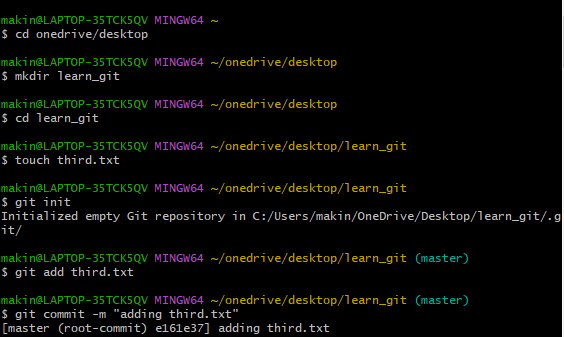 makin@LAPTOP-35TCK5QV MINGW64 ~
$ cd onedrive/desktop
makin@LAPTOP-35TCK5QV MINGW64 ~/onedrive/desktop
$ mkdir learn_git
makin@LAPTOP-35TCK5QV MINGW64 ~/onedrive/desktop
$ cd learn_git
makin@LAPTOP-35TCK5QV MINGW64 ~/onedrive/desktop/learn_git
$ touch third.txt
makin@LAPTOP-35TCK5QV MINGW64 ~/onedrive/desktop/learn_git
$ git init
Initialized empty Git repository in C:/Users/makin/OneDrive/Desktop/learn_git/.g
it/
makin@LAPTOP-35TCK5QV MINGW64 ~/onedrive/desktop/learn_git (master)
$ git add third.txt
makin@LAPTOP-35TCK5QV MINGW64 ~/onedrive/desktop/learn_git (master)
$ git commit -m "adding third.txt"
[master (root-commit) e161e37] adding third.txt